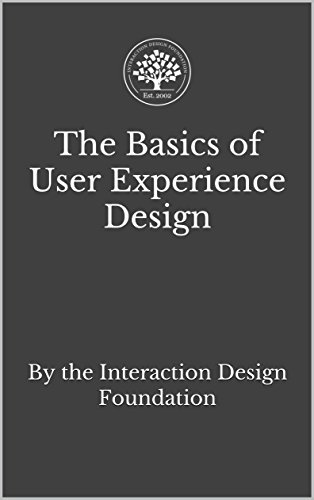 INTERACTION DESIGN FOUNDATION
Est. 2002
The Basics of
User Experience
Design
By the Interaction Design
Foundation